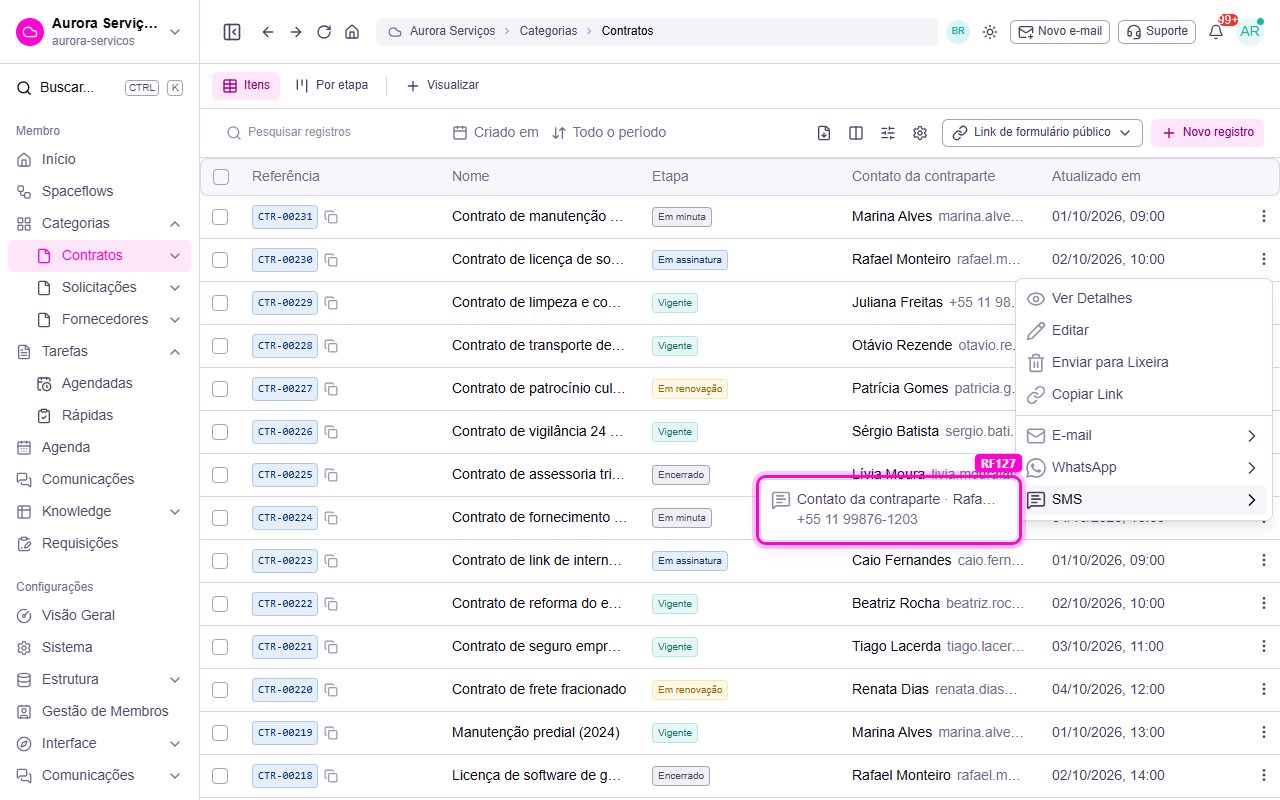 Aurora Serviç...
aurora-servicos
Buscar...
CTRL K
Membro
Início
Spaceflows
Categorias
Contratos
Solicitações
Fornecedores
Tarefas
Agendadas
Rápidas
Agenda
Comunicações
Knowledge
Requisições
Configurações
Visão Geral
Sistema
Estrutura
Gestão de Membros
Interface
Comunicações
Aurora Serviços > Categorias > Contratos
BR
Novo e-mail
Suporte
99+
AR
Itens
Por etapa
Visualizar
Pesquisar registros
Criado em
Todo o período
Link de formulário público
Novo registro
Referência Nome Etapa Contato da contraparte Atualizado em
CTR-00231 Contrato de manutenção ... Em minuta Marina Alves marina.alve... 01/10/2026, 09:00
CTR-00230 Contrato de licença de so... Em assinatura Rafael Monteiro rafael.m... 02/10/2026, 10:00
CTR-00229 Contrato de limpeza e co... Vigente Juliana Freitas +55 11 98.
CTR-00228 Contrato de transporte de... Vigente Otávio Rezende otavio.re.
CTR-00227 Contrato de patrocínio cul... Em renovação Patrícia Gomes patricia.g.
CTR-00226 Contrato de vigilância 24 ... Vigente Sérgio Batista sergio.bati.
CTR-00225 Contrato de assessoria tri... Encerrado Lívia Moura
CTR-00224 Contrato de fornecimento ... Em minuta
CTR-00223 Contrato de link de intern... Em assinatura Caio Fernandes caio.fern... 01/10/2026, 09:00
CTR-00222 Contrato de reforma do e... Vigente Beatriz Rocha beatriz.roc... 02/10/2026, 10:00
CTR-00221 Contrato de seguro empr... Vigente Tiago Lacerda tiago.lacer... 03/10/2026, 11:00
CTR-00220 Contrato de frete fracionado Em renovação Renata Dias renata.dias... 04/10/2026, 12:00
CTR-00219 Manutenção predial (2024) Vigente Marina Alves marina.alve... 01/10/2026, 13:00
CTR-00218 Licença de software de g... Encerrado Rafael Monteiro rafael.m... 02/10/2026, 14:00
Ver Detalhes
Editar
Enviar para Lixeira
Copiar Link
E-mail
WhatsApp
SMS
RF127
Contato da contraparte · Rafa...
+55 11 99876-1203